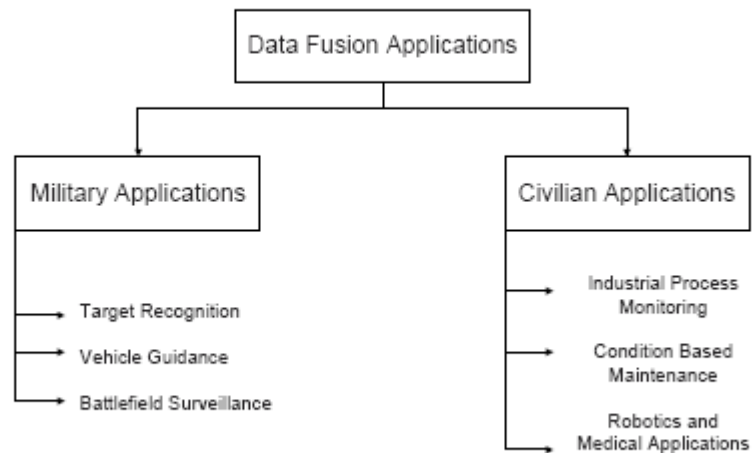 Data Fusion Applications
Military Applications
Target Recognition
Vehicle Guidance
Battlefield Surveillance
Civilian Applications
Industrial Process
Monitoring
Condition Based
Maintenance
Robotics and
Medical Applications